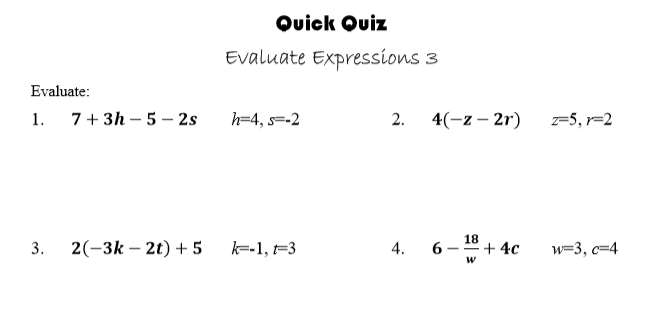 Quick Quiz
Evaluate Expressions 3
Evaluate:
1. 7 + 3h – 5 – 2s h=4, s=-2 2. 4(−z – 2r) z=5, r=2
3. 2(−3k – 2t) + 5 k=-1, t=3 4. 6 – 18/w + 4c w=3, c=4